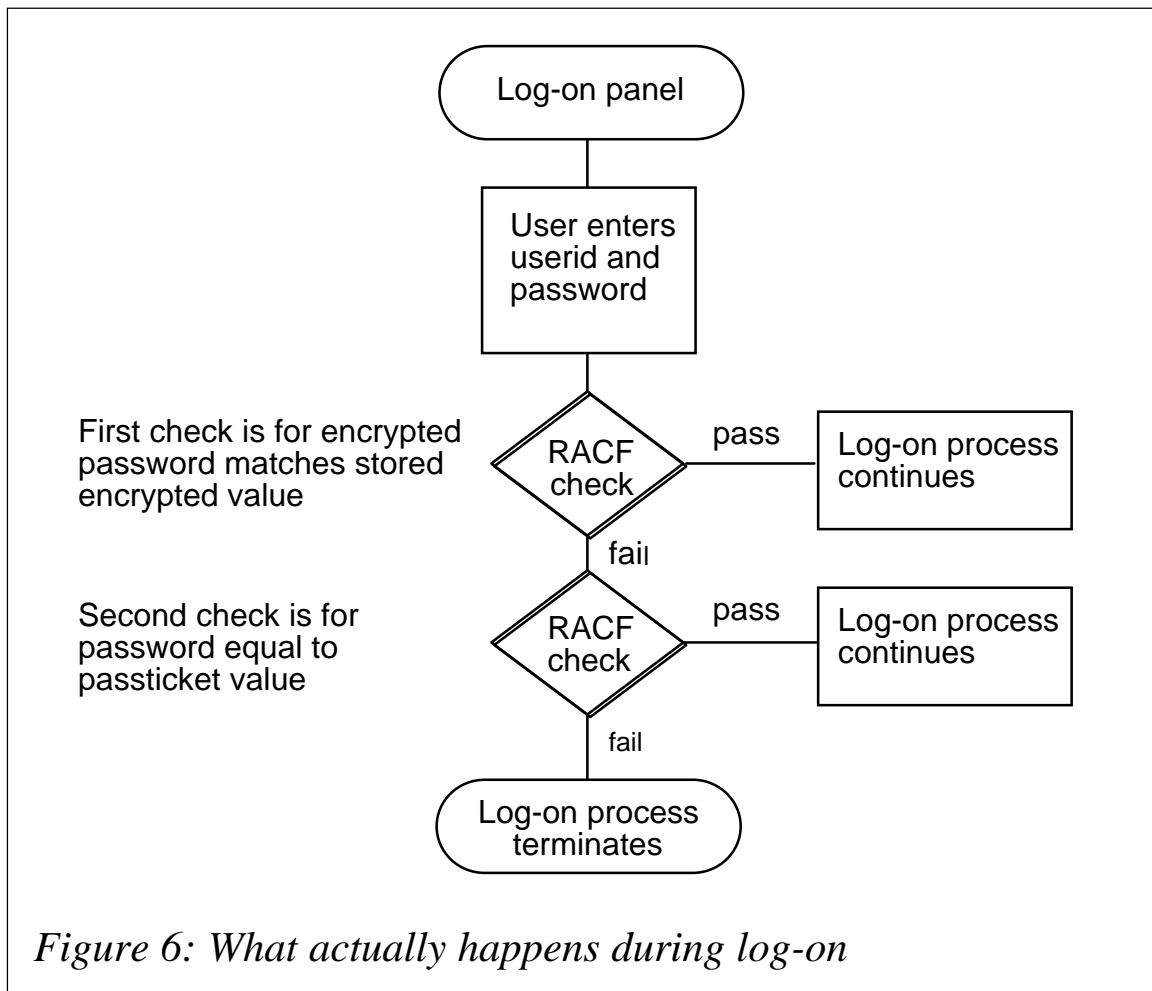 Log-on panel
User enters
userid and
password
First check is for encrypted
password matches stored
encrypted value
RACF
check
pass
Log-on process
continues
fail
Second check is for
password equal to
passticket value
RACF
check
pass
Log-on process
continues
fail
Log-on process
terminates
Figure 6: What actually happens during log-on